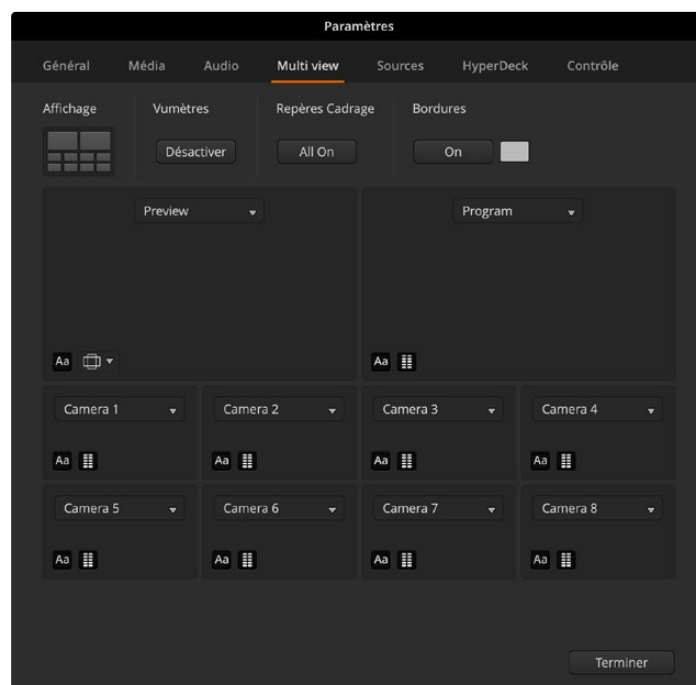 Paramètres
Général Média Audio Multi view Sources HyperDeck Contrôle
Affichage Vumètres Repères Cadrage Bordures
Désactiver All On On
Preview Program
Aa Aa
Camera 1 Camera 2 Camera 3 Camera 4
Aa Aa Aa Aa
Camera 5 Camera 6 Camera 7 Camera 8
Aa Aa Aa Aa
Terminer